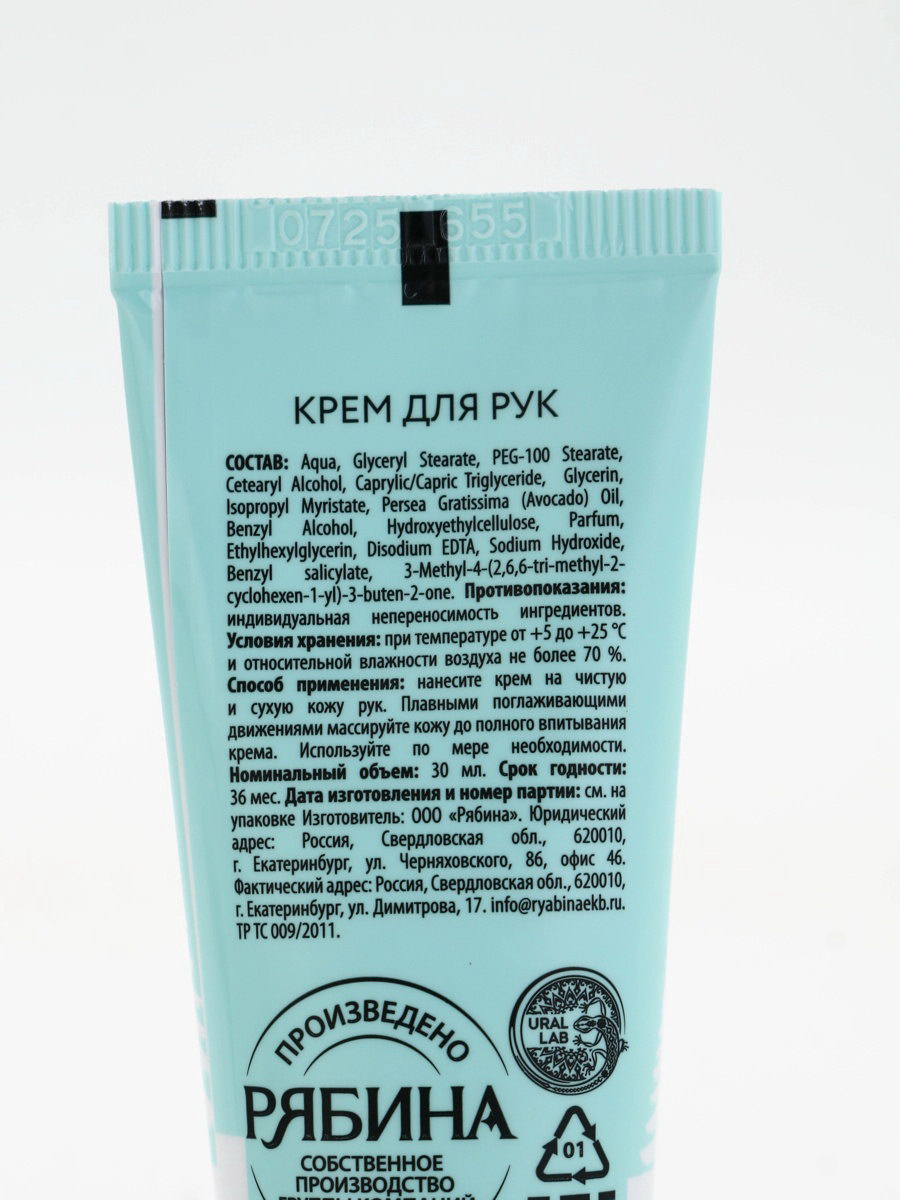 0725 655
КРЕМ ДЛЯ РУК
СОСТАВ: Aqua, Glyceryl Stearate, PEG-100 Stearate,
Cetearyl Alcohol, Caprylic/Capric Triglyceride, Glycerin,
Isopropyl Myristate, Persea Gratissima (Avocado) Oil,
Benzyl Alcohol, Hydroxyethylcellulose, Parfum,
Ethylhexylglycerin, Disodium EDTA, Sodium Hydroxide,
Benzyl salicylate, 3-Methyl-4-(2,6,6-tri-methyl-2-
cyclohexen-1-yl)-3-buten-2-one. Противопоказания:
индивидуальная непереносимость ингредиентов.
Условия хранения: при температуре от +5 до +25 °C
и относительной влажности воздуха не более 70 %.
Способ применения: нанесите крем на чистую
и сухую кожу рук. Плавными поглаживающими
движениями массируйте кожу до полного впитывания
крема. Используйте по мере необходимости.
Номинальный объем: 30 мл. Срок годности:
36 мес. Дата изготовления и номер партии: см. на
упаковке Изготовитель: ООО «Рябина». Юридический
адрес: Россия, Свердловская обл., 620010,
г. Екатеринбург, ул. Черняховского, 86, офис 46.
Фактический адрес: Россия, Свердловская обл., 620010,
г. Екатеринбург, ул. Димитрова, 17. info@ryabinaekb.ru.
ТР ТС 009/2011.
ПРОИЗВЕДЕНО
РЯБИНА
СОБСТВЕННОЕ
ПРОИЗВОДСТВО
ГРУППЫ КОМПАНИЙ
URAL
LAB
01